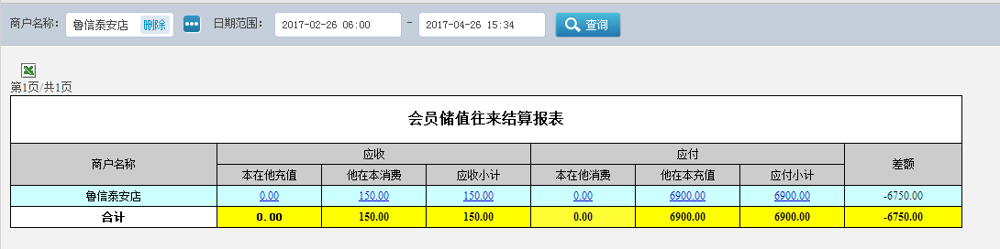 商户名称： 鲁信泰安店 删除 日期范围： 2017-02-26 06:00 - 2017-04-26 15:34 查询
第1页/共1页
会员储值往来结算报表
商户名称 应收 应付 差额
本在他充值 他在本消费 应收小计 本在他消费 他在本充值 应付小计
鲁信泰安店 0.00 150.00 150.00 0.00 6900.00 6900.00 -6750.00
合计 0.00 150.00 150.00 0.00 6900.00 6900.00 -6750.00